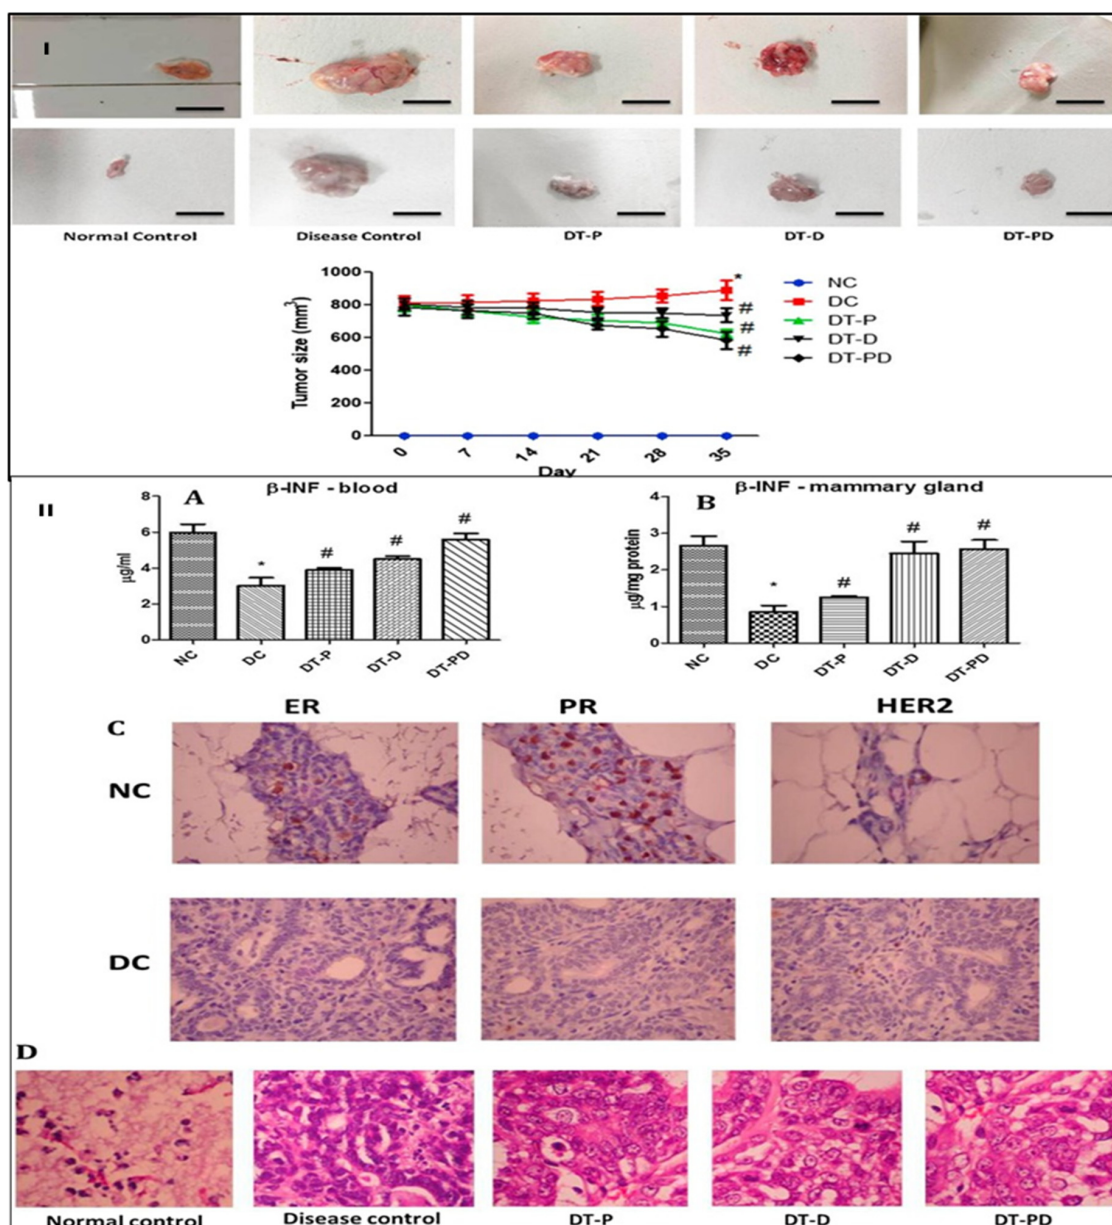 I
Normal Control Disease Control DT-P DT-D DT-PD
1000
800
600
400
200
0
Tumor size (mm³)
* 
#
#
#
0 7 14 21 28 35
Day
NC
DC
DT-P
DT-D
DT-PD
II
A
β-INF - blood
8
6
4
2
0
µg/ml
* # # #
NC DC DT-P DT-D DT-PD
B
β-INF - mammary gland
4
3
2
1
0
µg/mg protein
* # # #
NC DC DT-P DT-D DT-PD
ER PR HER2
C
NC
DC
D
Normal control Disease control DT-P DT-D DT-PD